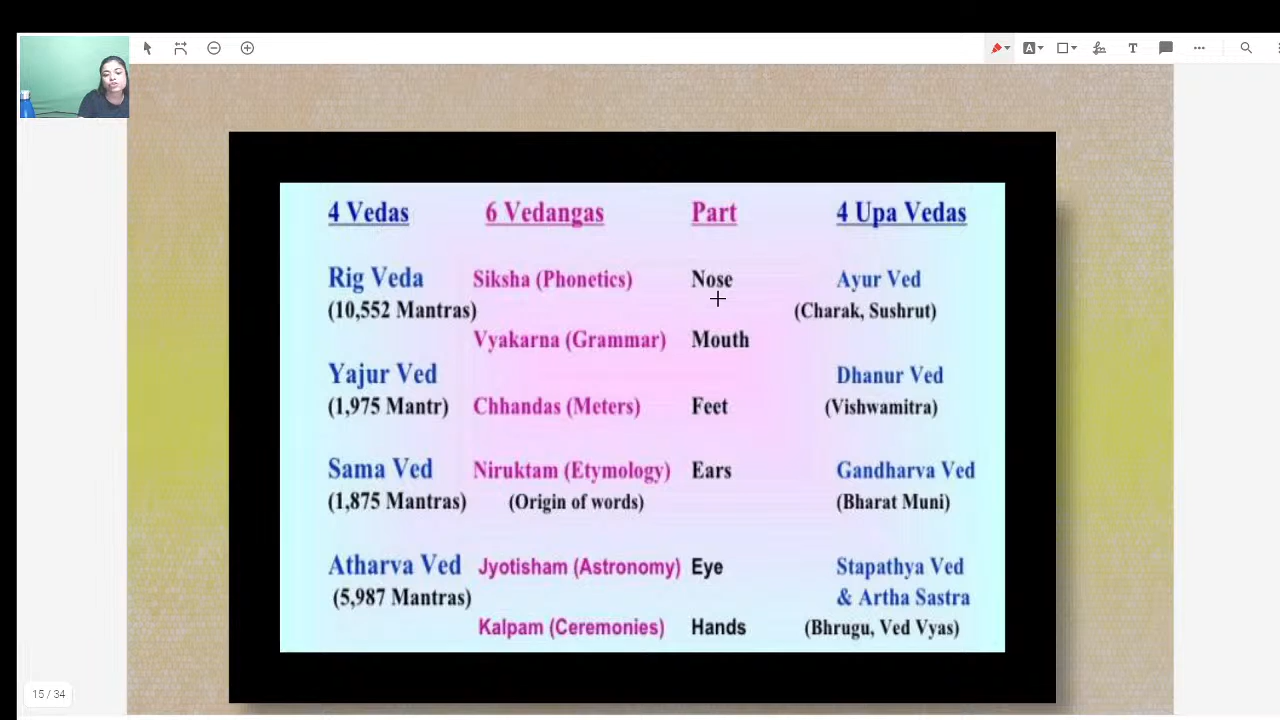 A T
4 Vedas 6 Vedangas Part 4 Upa Vedas
Rig Veda Siksha (Phonetics) Nose Ayur Ved
(10,552 Mantras) (Charak, Sushrut)
Vyakarna (Grammar) Mouth
Yajur Ved Dhanur Ved
(1,975 Mantr) Chhandas (Meters) Feet (Vishwamitra)
Sama Ved Niruktam (Etymology) Ears Gandharva Ved
(1,875 Mantras) (Origin of words) (Bharat Muni)
Atharva Ved Jyotisham (Astronomy) Eye Stapathya Ved
(5,987 Mantras) & Artha Sastra
Kalpam (Ceremonies) Hands (Bhrugu, Ved Vyas)
15 / 34